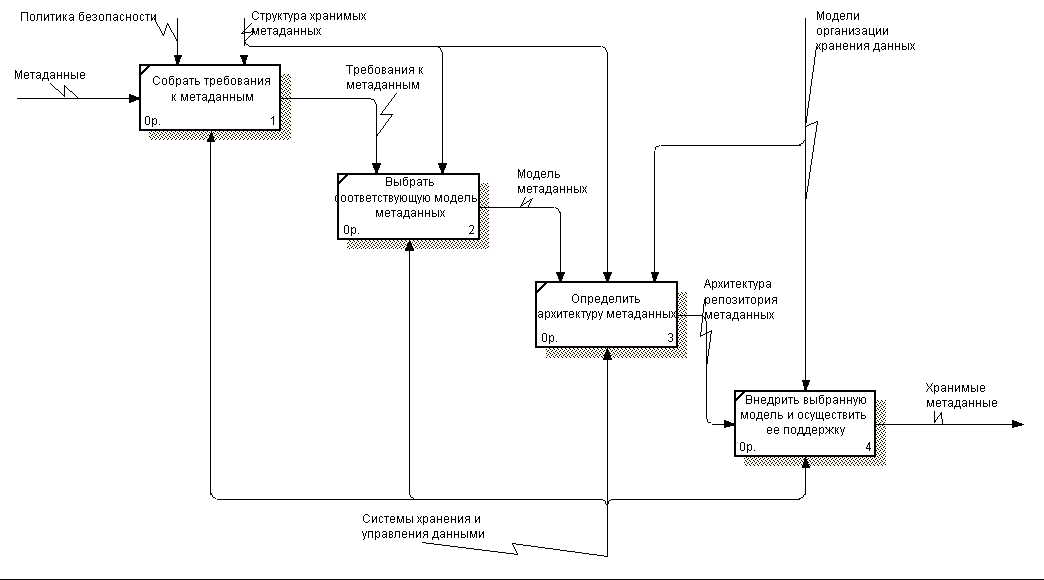 Политика безопасности
Структура хранимых
метаданных
Модели
организации
хранения данных
Метаданные
Собрать требования
к метаданным
0р.
1
Требования к
метаданным
Выбрать
соответствующую модель
метаданных
0р.
2
Модель
метаданных
Определить
архитектуру метаданных
0р.
3
Архитектура
репозитория
метаданных
Внедрить выбранную
модель и осуществить
ее поддержку
0р.
4
Хранимые
метаданные
Системы хранения и
управления данными